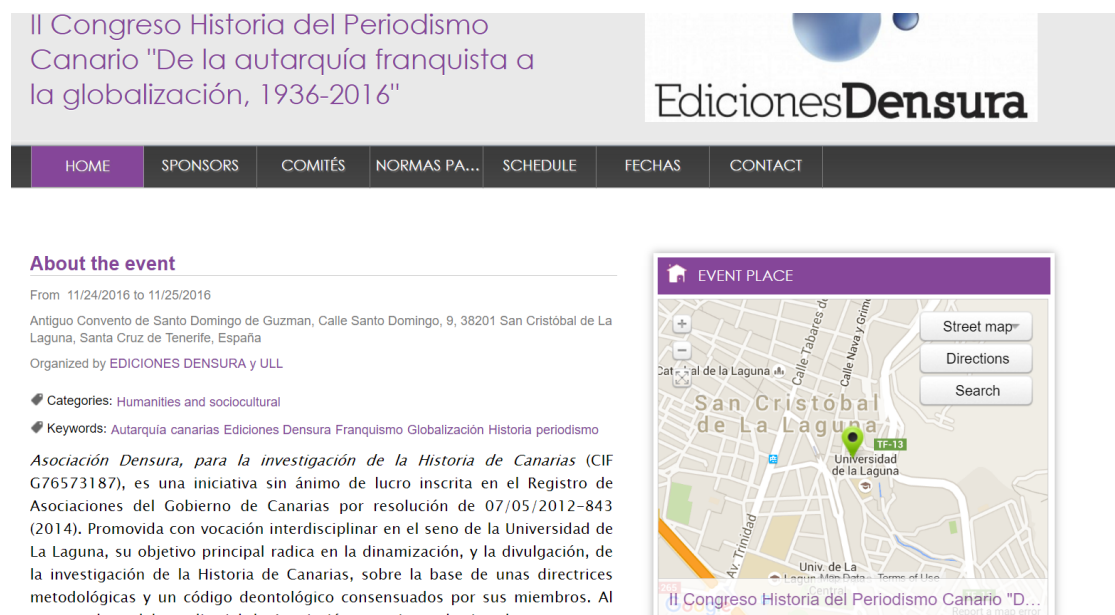 II Congreso Historia del Periodismo
Canario "De la autarquía franquista a
la globalización, 1936-2016"
EdicionesDensura
HOME
SPONSORS
COMITÉS
NORMAS PA...
SCHEDULE
FECHAS
CONTACT
About the event
From 11/24/2016 to 11/25/2016
Antiguo Convento de Santo Domingo de Guzman, Calle Santo Domingo, 9, 38201 San Cristóbal de La
Laguna, Santa Cruz de Tenerife, España
Organized by EDICIONES DENSURA y ULL
Categories: Humanities and sociocultural
Keywords: Autarquía canarias Ediciones Densura Franquismo Globalización Historia periodismo
Asociación Densura, para la investigación de la Historia de Canarias (CIF
G76573187), es una iniciativa sin ánimo de lucro inscrita en el Registro de
Asociaciones del Gobierno de Canarias por resolución de 07/05/2012-843
(2014). Promovida con vocación interdisciplinar en el seno de la Universidad de
La Laguna, su objetivo principal radica en la dinamización, y la divulgación, de
la investigación de la Historia de Canarias, sobre la base de unas directrices
metodológicas y un código deontológico consensuados por sus miembros. Al
EVENT PLACE
+
−
Street map
Directions
Search
Calle Tabares de
Calle Nava y Grim
al de la Laguna
San Cristóbal
de La Laguna
TF-13
Universidad
de la Laguna
Av. Trinidad
Univ. de La
Map Data
Terms of Use
Central
II Congreso Historia del Periodismo Canario "D...
Report a map error